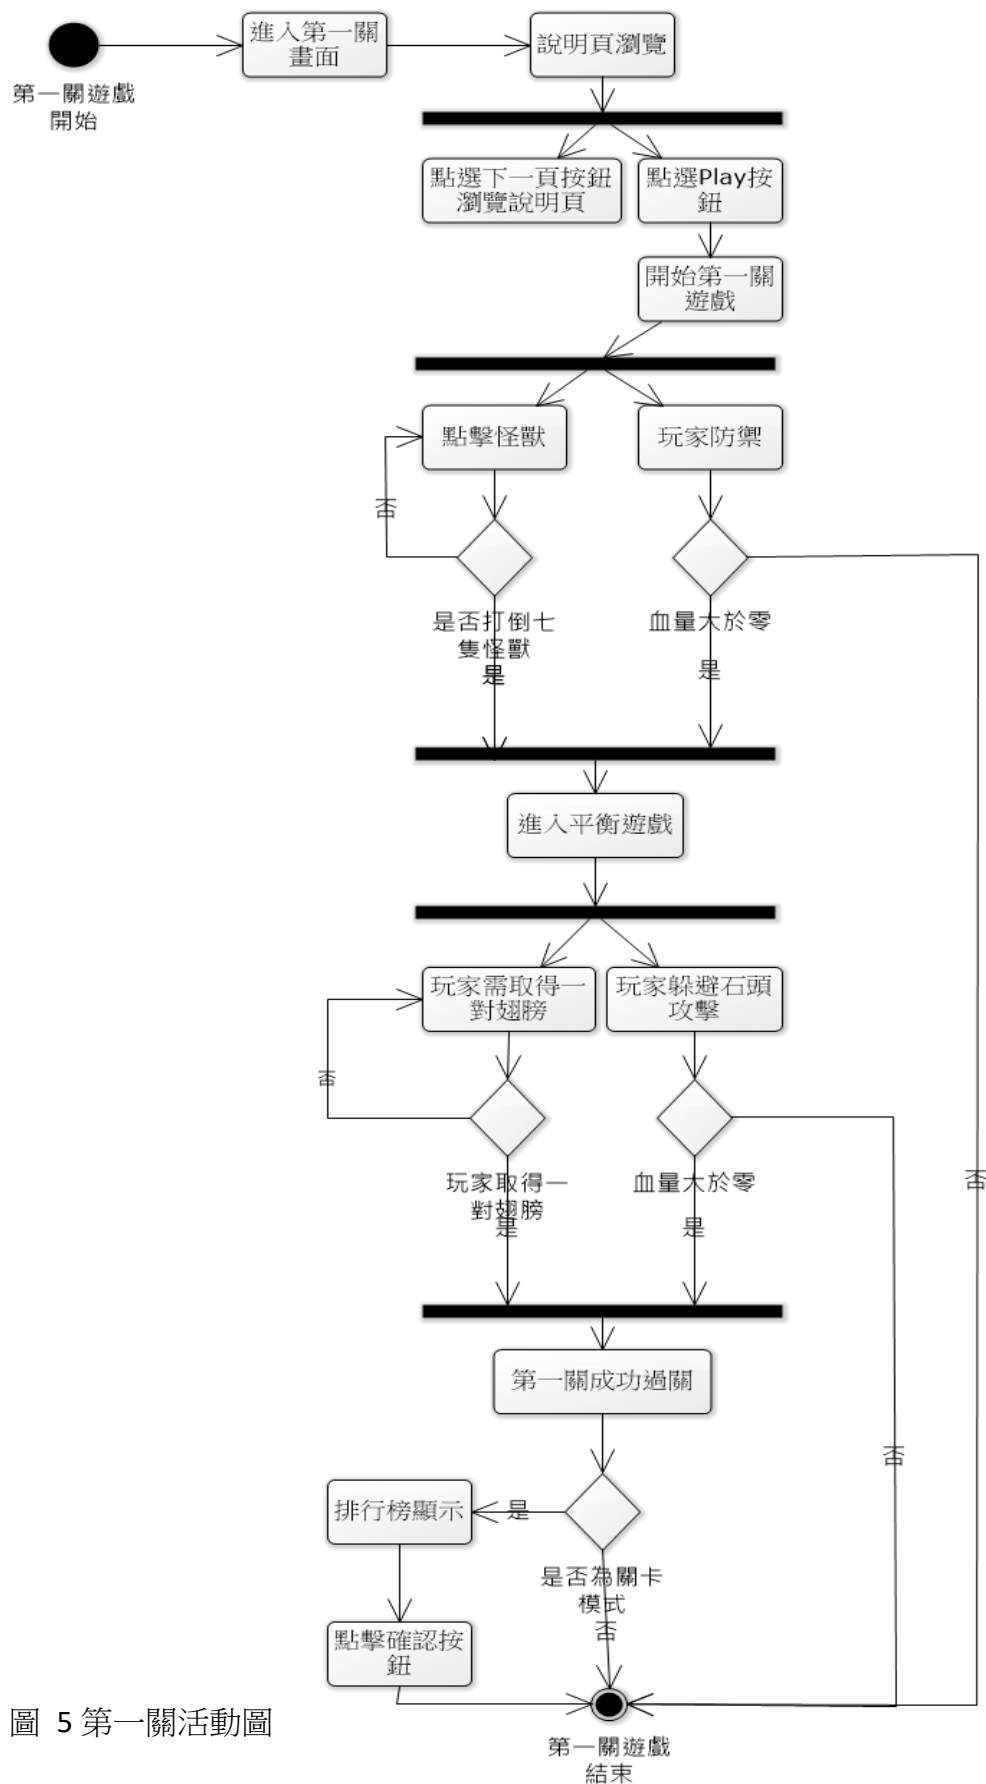 進入第一關
畫面
說明頁瀏覽
第一關遊戲
開始
點選下一頁按鈕
瀏覽說明頁
點選Play按
鈕
開始第一關
遊戲
點擊怪獸
玩家防禦
否
是否打倒七
隻怪獸
是
血量大於零
是
進入平衡遊戲
玩家需取得一
對翅膀
玩家躲避石頭
攻擊
否
玩家取得一
對翅膀
是
血量大於零
是
否
第一關成功過關
否
排行榜顯示
是
是否為關卡
模式
否
點擊確認按
鈕
圖 5 第一關活動圖
第一關遊戲
結束